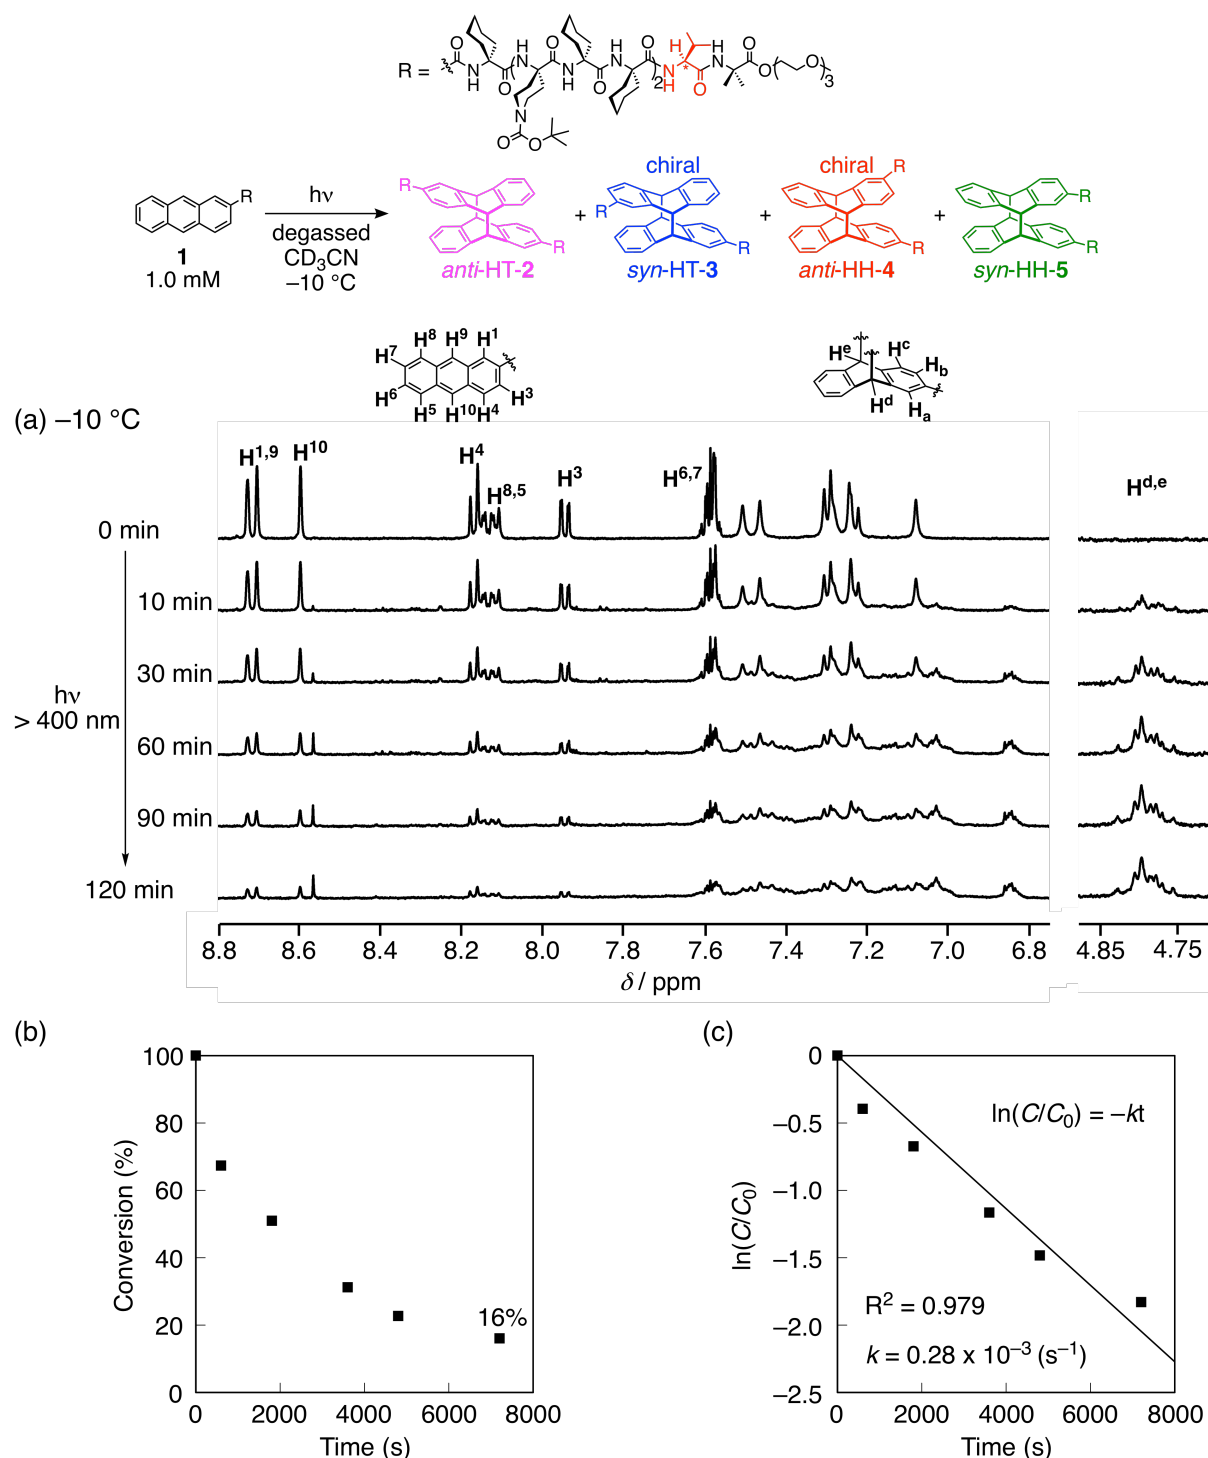 R =
O
H
N
O
H
N
O
N
H
O
H
N
O
2
N
H
H
*
O
H
N
O
O
O
3
N
O
O
R
hν
degassed
CD3CN
–10 °C
1
1.0 mM
R
R
anti-HT-2
+
chiral
R
R
syn-HT-3
+
chiral
R
R
anti-HH-4
+
R
R
syn-HH-5
H8 H9 H1
H7
H6
H3
H5 H10 H4
He
Hc
Hb
Hd
Ha
(a) –10 °C
H1,9
H10
H4
H8,5
H3
H6,7
Hd,e
0 min
10 min
30 min
hν
> 400 nm
60 min
90 min
120 min
8.8 8.6 8.4 8.2 8.0 7.8 7.6 7.4 7.2 7.0 6.8 4.85 4.75
δ / ppm
(b)
100
80
60
40
20
0
Conversion (%)
16%
0 2000 4000 6000 8000
Time (s)
(c)
0
–0.5
–1.0
–1.5
–2.0
–2.5
ln(C/C0)
ln(C/C0) = –kt
R2 = 0.979
k = 0.28 x 10–3 (s–1)
0 2000 4000 6000 8000
Time (s)